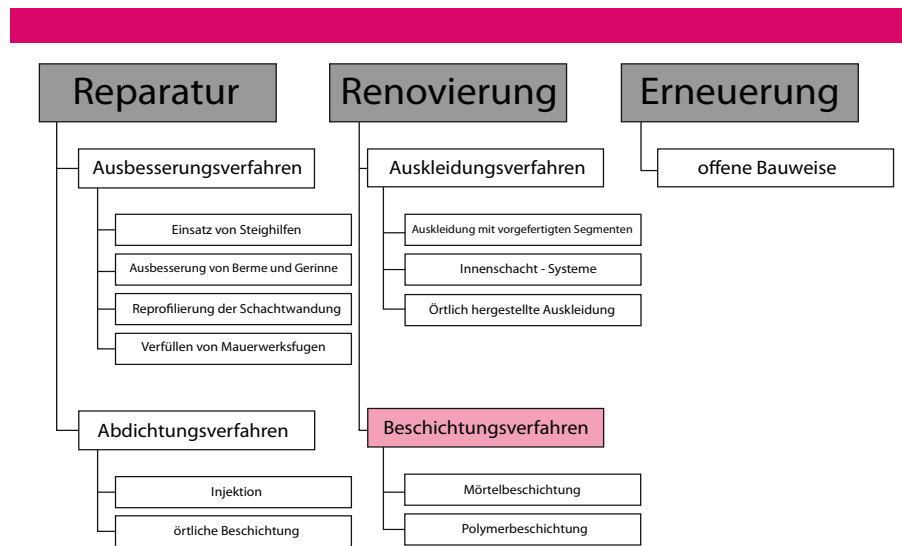 Reparatur
Ausbesserungsverfahren
Einsatz von Steighilfen
Ausbesserung von Berme und Gerinne
Reprofilierung der Schachtwandung
Verfüllen von Mauerwerksfugen
Abdichtungsverfahren
Injektion
örtliche Beschichtung
Renovierung
Auskleidungsverfahren
Auskleidung mit vorgefertigten Segmenten
Innenschacht - Systeme
Örtlich hergestellte Auskleidung
Beschichtungsverfahren
Mörtelbeschichtung
Polymerbeschichtung
Erneuerung
offene Bauweise